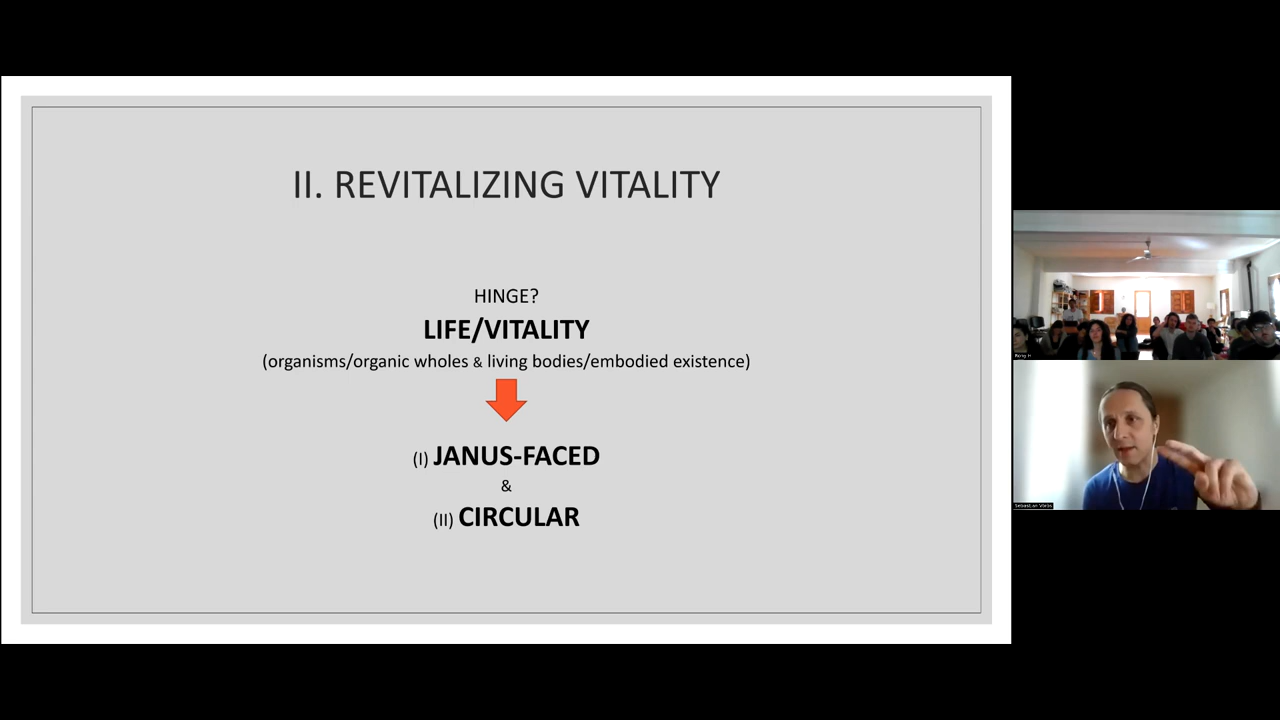 II. REVITALIZING VITALITY
HINGE?
LIFE/VITALITY
(organisms/organic wholes & living bodies/embodied existence)
(I) JANUS-FACED
&
(II) CIRCULAR